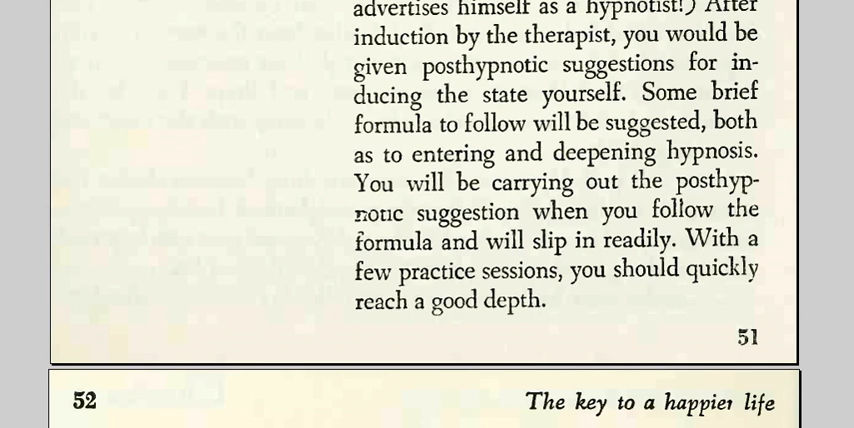 advertises himself as a hypnotist!) After
induction by the therapist, you would be
given posthypnotic suggestions for in-
ducing the state yourself. Some brief
formula to follow will be suggested, both
as to entering and deepening hypnosis.
You will be carrying out the posthyp-
notic suggestion when you follow the
formula and will slip in readily. With a
few practice sessions, you should quickly
reach a good depth.
51
52 The key to a happier life